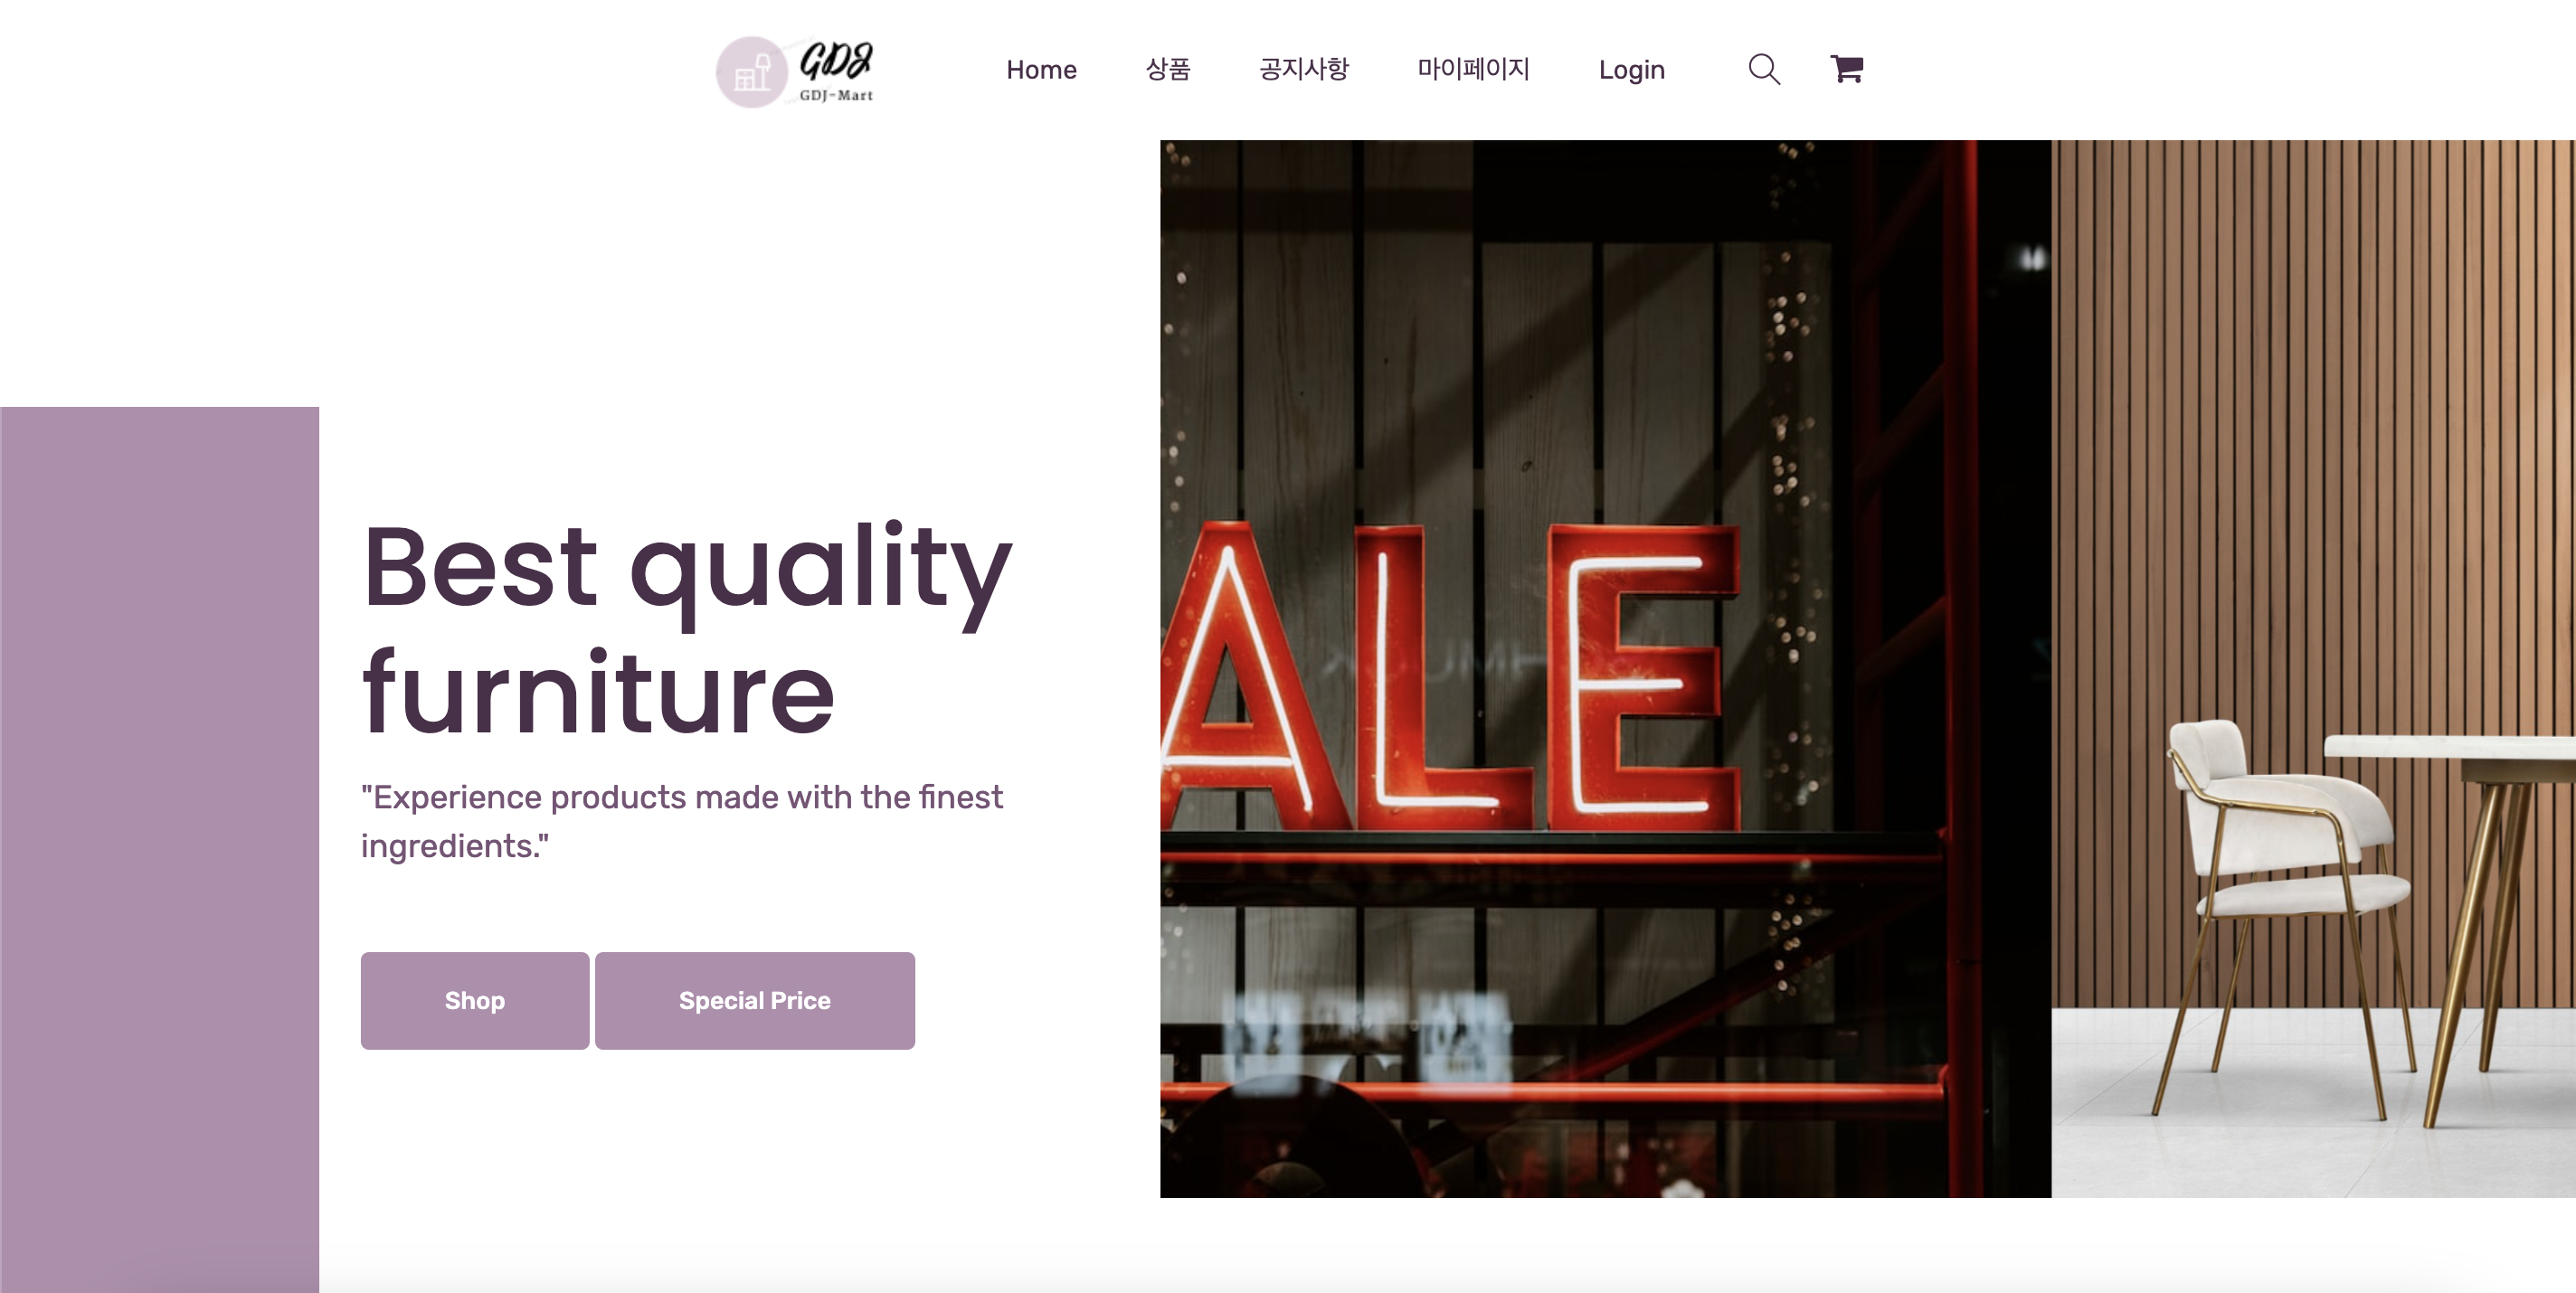 GDJ
GDJ-Mart
Home 상품 공지사항 마이페이지 Login
Best quality
furniture
"Experience products made with the finest
ingredients."
Shop Special Price
ALE